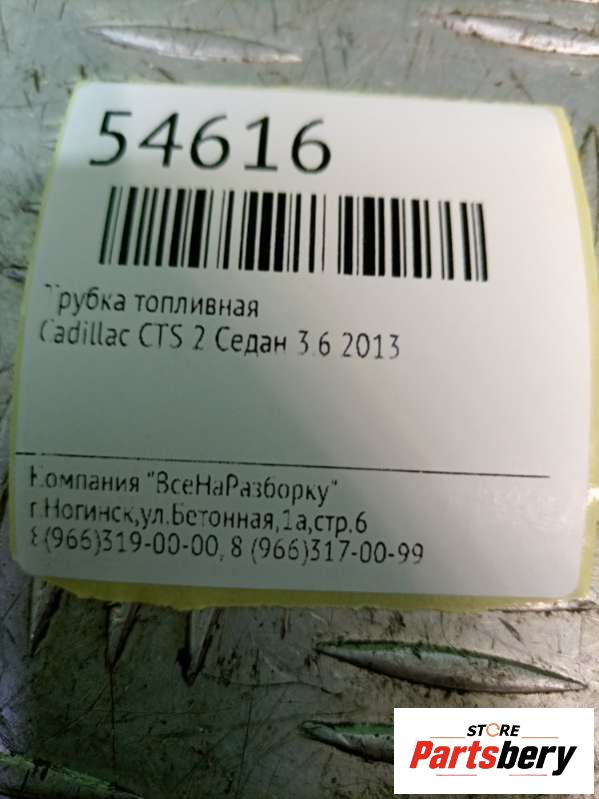 54616
Трубка топливная
Cadillac CTS 2 Седан 3.6 2013
Компания "ВсеНаРазборку"
г.Ногинск,ул.Бетонная,1а,стр.6
8(966)319-00-00, 8 (966)317-00-99
STORE
Partsbery